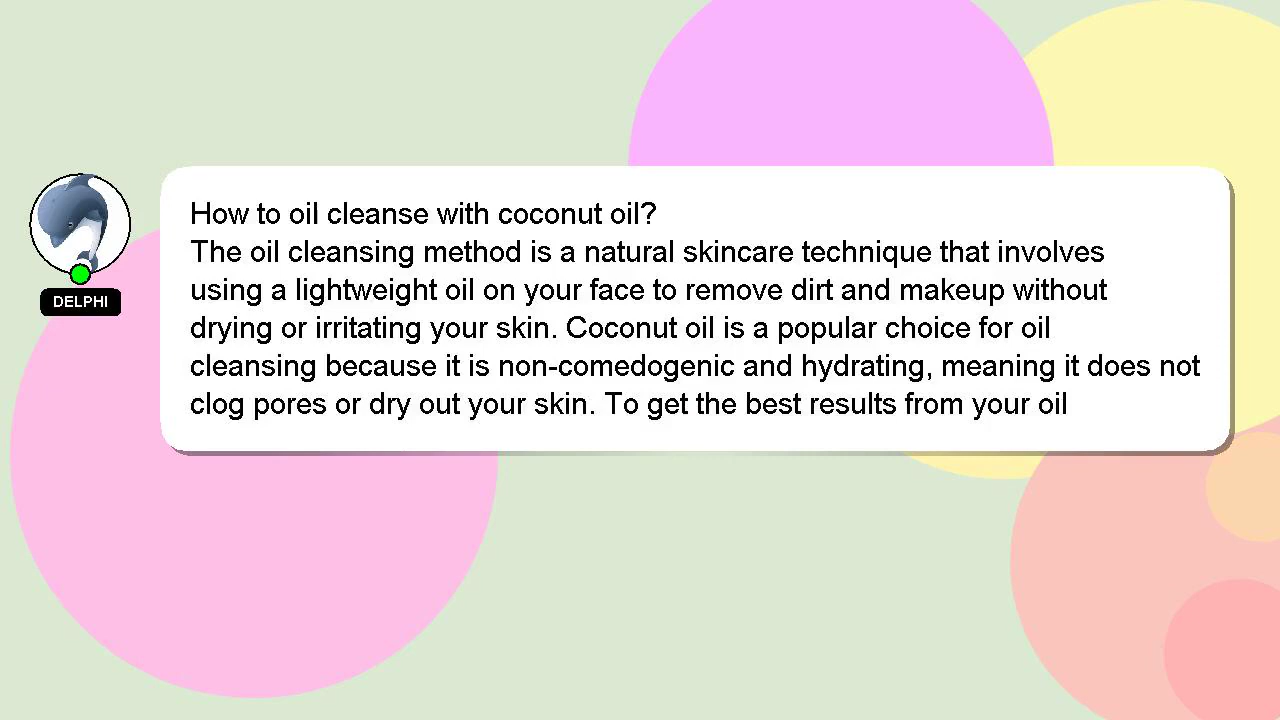 How to oil cleanse with coconut oil?
The oil cleansing method is a natural skincare technique that involves
using a lightweight oil on your face to remove dirt and makeup without
drying or irritating your skin. Coconut oil is a popular choice for oil
cleansing because it is non-comedogenic and hydrating, meaning it does not
clog pores or dry out your skin. To get the best results from your oil
DELPHI